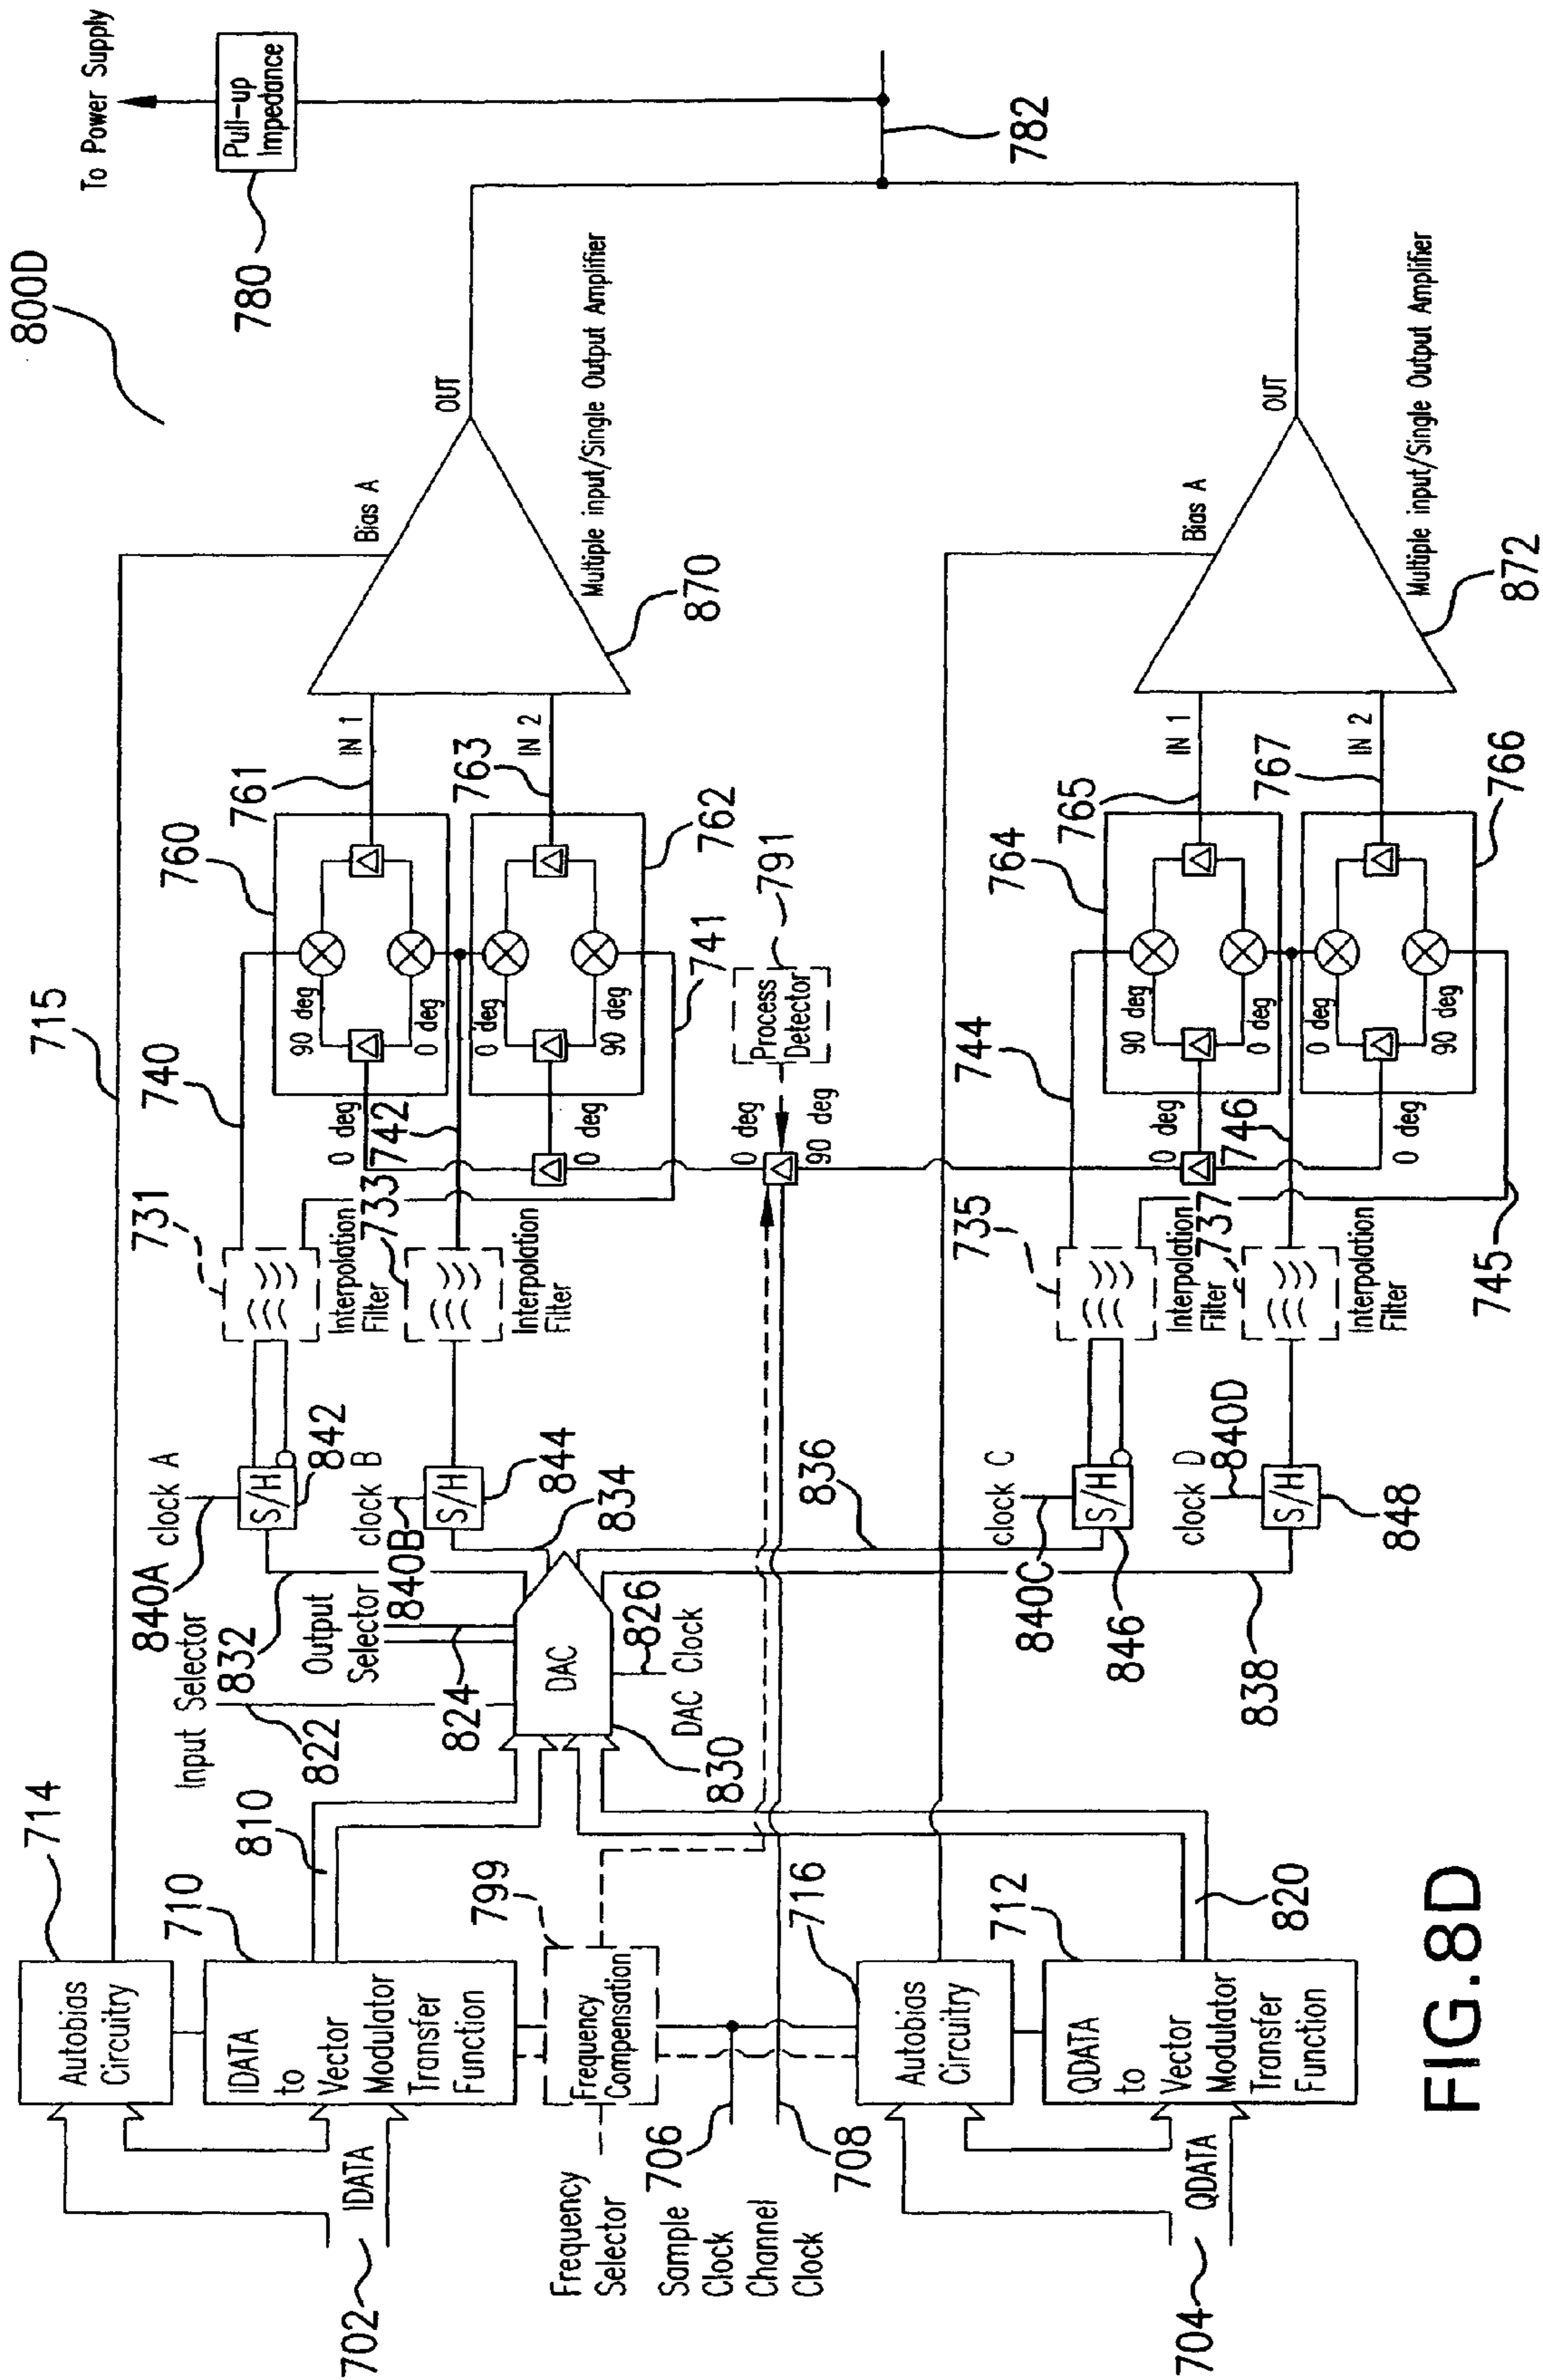 800D
To Power Supply
Pull-up
Impedance
780
782
715
714
Autobias
Circuitry
702
IDATA
710
IDATA
to
Vector
Modulator
Transfer
Function
810
Input Selector
822
Output
Selector
824
DAC
826
DAC Clock
830
832
834
836
838
840A
clock A
S/H
842
840B
clock B
S/H
844
731
Interpolation
Filter
733
Interpolation
Filter
740
742
741
0 deg
0 deg
760
90 deg
0 deg
761
762
0 deg
90 deg
763
IN 1
IN 2
Bias A
OUT
Multiple input/Single Output Amplifier
870
Process
Detector
791
0 deg
90 deg
Frequency
Selector
799
Frequency
Compensation
Sample
Clock
706
Channel
Clock
708
716
Autobias
Circuitry
704
QDATA
712
QDATA
to
Vector
Modulator
Transfer
Function
820
840C
clock C
S/H
846
clock D
840D
S/H
848
735
Interpolation
Filter
737
Interpolation
Filter
744
746
745
0 deg
0 deg
764
90 deg
0 deg
765
766
0 deg
90 deg
767
IN 1
IN 2
Bias A
OUT
Multiple input/Single Output Amplifier
872
FIG.8D